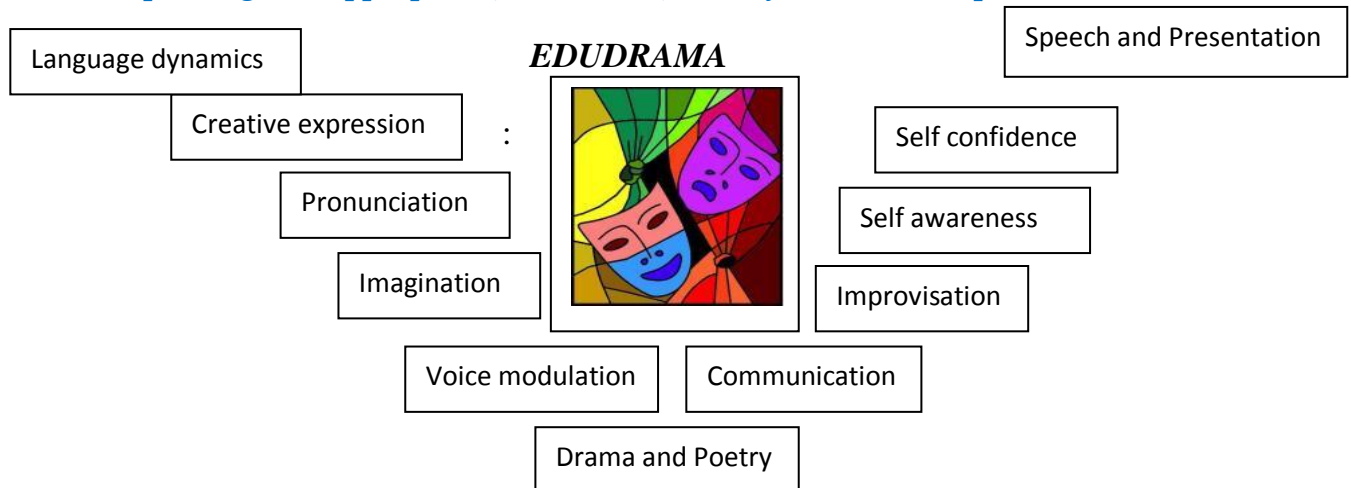 Speech and Presentation
Language dynamics
EDUDRAMA
Creative expression
:
Self confidence
Pronunciation
Self awareness
Imagination
Improvisation
Voice modulation
Communication
Drama and Poetry